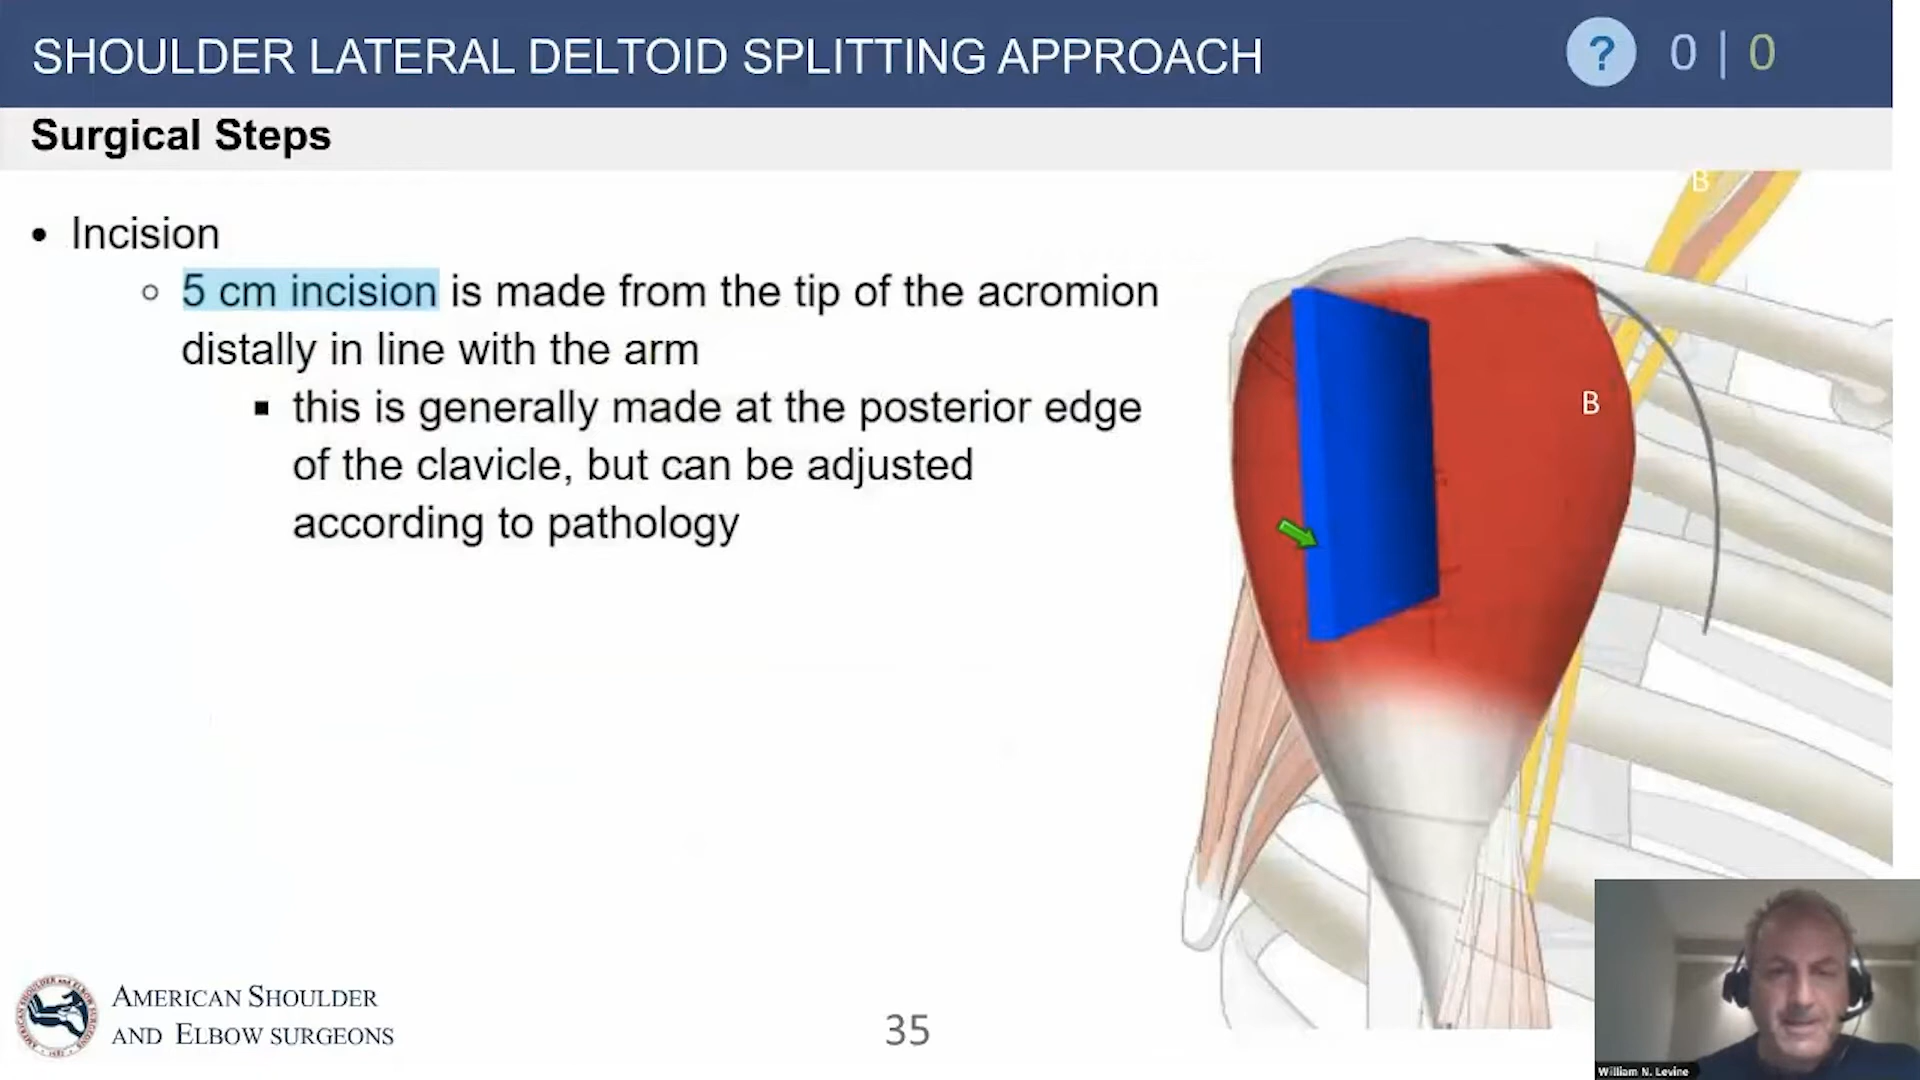 SHOULDER LATERAL DELTOID SPLITTING APPROACH
? 0 | 0
Surgical Steps
• Incision
○ 5 cm incision is made from the tip of the acromion
distally in line with the arm
▪ this is generally made at the posterior edge
of the clavicle, but can be adjusted
according to pathology
B
B
AMERICAN SHOULDER
AND ELBOW SURGEONS
35
William N. Levine